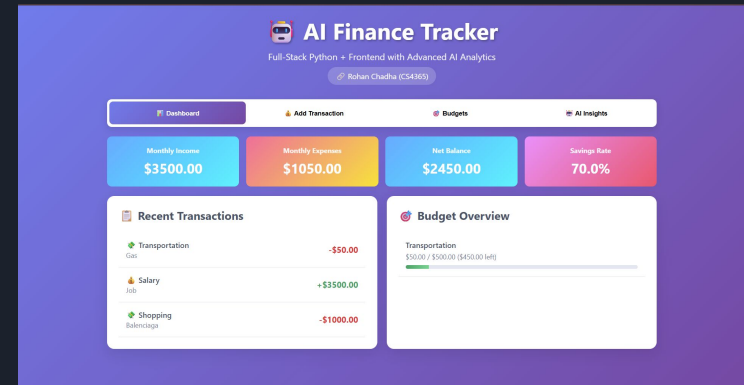 AI Finance Tracker
Full-Stack Python + Frontend with Advanced AI Analytics
Rohan Chadha (CS4365)
Dashboard
Add Transaction
Budgets
AI Insights
Monthly Income
$3500.00
Monthly Expenses
$1050.00
Net Balance
$2450.00
Savings Rate
70.0%
Recent Transactions
Transportation
Gas
-$50.00
Salary
Job
+$3500.00
Shopping
Balenciaga
-$1000.00
Budget Overview
Transportation
$50.00 / $500.00 ($450.00 left)